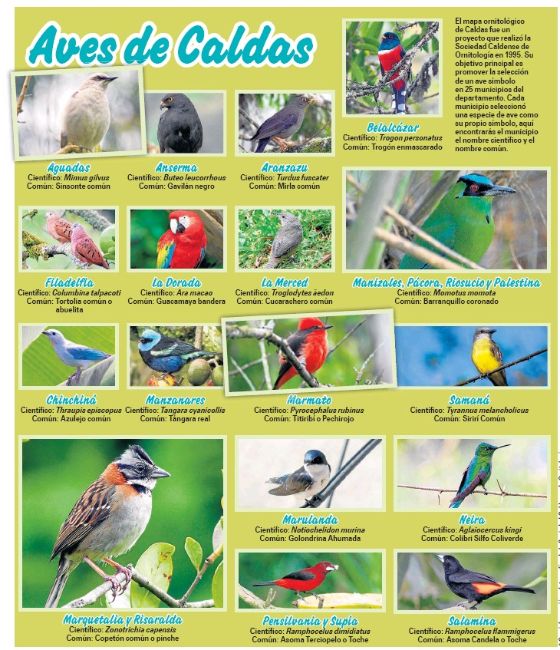 Aves de Caldas
El mapa ornitológico
de Caldas fue un
proyecto que realizó la
Sociedad Caldense de
Ornitología en 1995. Su
objetivo principal es
promover la selección
de un ave símbolo
en 25 municipios del
departamento. Cada
municipio seleccionó
una especie de ave como
su propio símbolo, aquí
encontrarás el municipio
el nombre científico y el
nombre común.
Belalcázar
Científico: Trogon personatus
Común: Trogón enmascarado
Aguadas
Científico: Mimus gilvus
Común: Sinsonte común
Anserma
Científico: Buteo leucorrhous
Común: Gavilán negro
Aranzazu
Científico: Turdus fuscater
Común: Mirla común
Filadelfia
Científico: Columbina talpacoti
Común: Tortolia común o
abuelita
La Dorada
Científico: Ara macao
Común: Guacamaya bandera
La Merced
Científico: Troglodytes aedon
Común: Cucarachero común
Manizales, Pácora, Riosucio y Palestina
Científico: Momotus momota
Común: Barranquillo coronado
Chinchiná
Científico: Thraupis episcopus
Común: Azulejo común
Manzanares
Científico: Tangara cyanicollis
Común: Tángara real
Marmato
Científico: Pyrocephalus rubinus
Común: Titiribí o Pechirojo
Samaná
Científico: Tyrannus melancholicus
Común: Sirirí Común
Marquetalia y Risaralda
Científico: Zonotrichia capensis
Común: Copetón común o pinche
Marulanda
Científico: Notiochelidon murina
Común: Golondrina Ahumada
Neira
Científico: Aglaiocercus kingi
Común: Colibrí Silfo Coliverde
Pensilvania y Supía
Científico: Ramphocelus dimidiatus
Común: Asoma Terciopelo o Toche
Salamina
Científico: Ramphocelus flammigerus
Común: Asoma Candela o Toche